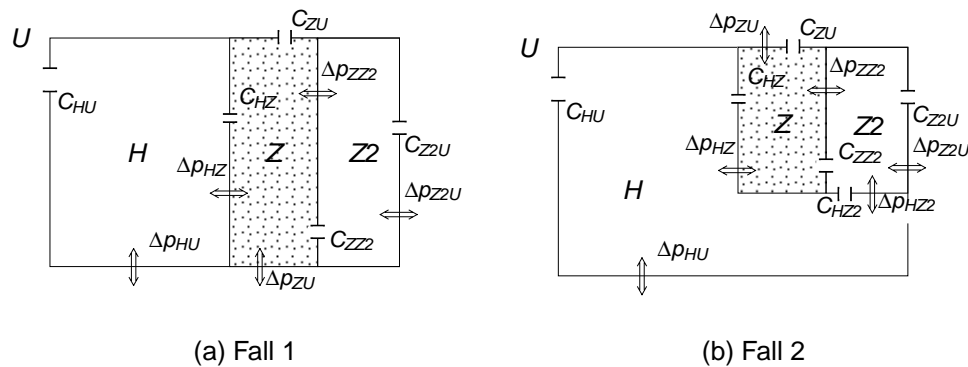 U
C_ZU
Δp_ZZ2
C_HU
C_HZ
H
Z
Z2
C_Z2U
Δp_HZ
Δp_Z2U
Δp_HU
C_ZZ2
Δp_ZU
(a) Fall 1
U
Δp_ZU
C_ZU
C_HZ
Δp_ZZ2
C_HU
Z
Z2
C_Z2U
Δp_HZ
C_ZZ2
Δp_Z2U
H
C_HZ2
Δp_HZ2
Δp_HU
(b) Fall 2